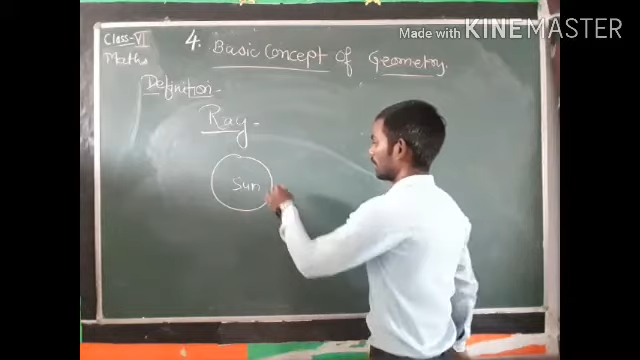 Made with KINEMASTER
Class-VI
Maths
4. Basic Concept of Geometry.
Definition-
Ray-
Sun